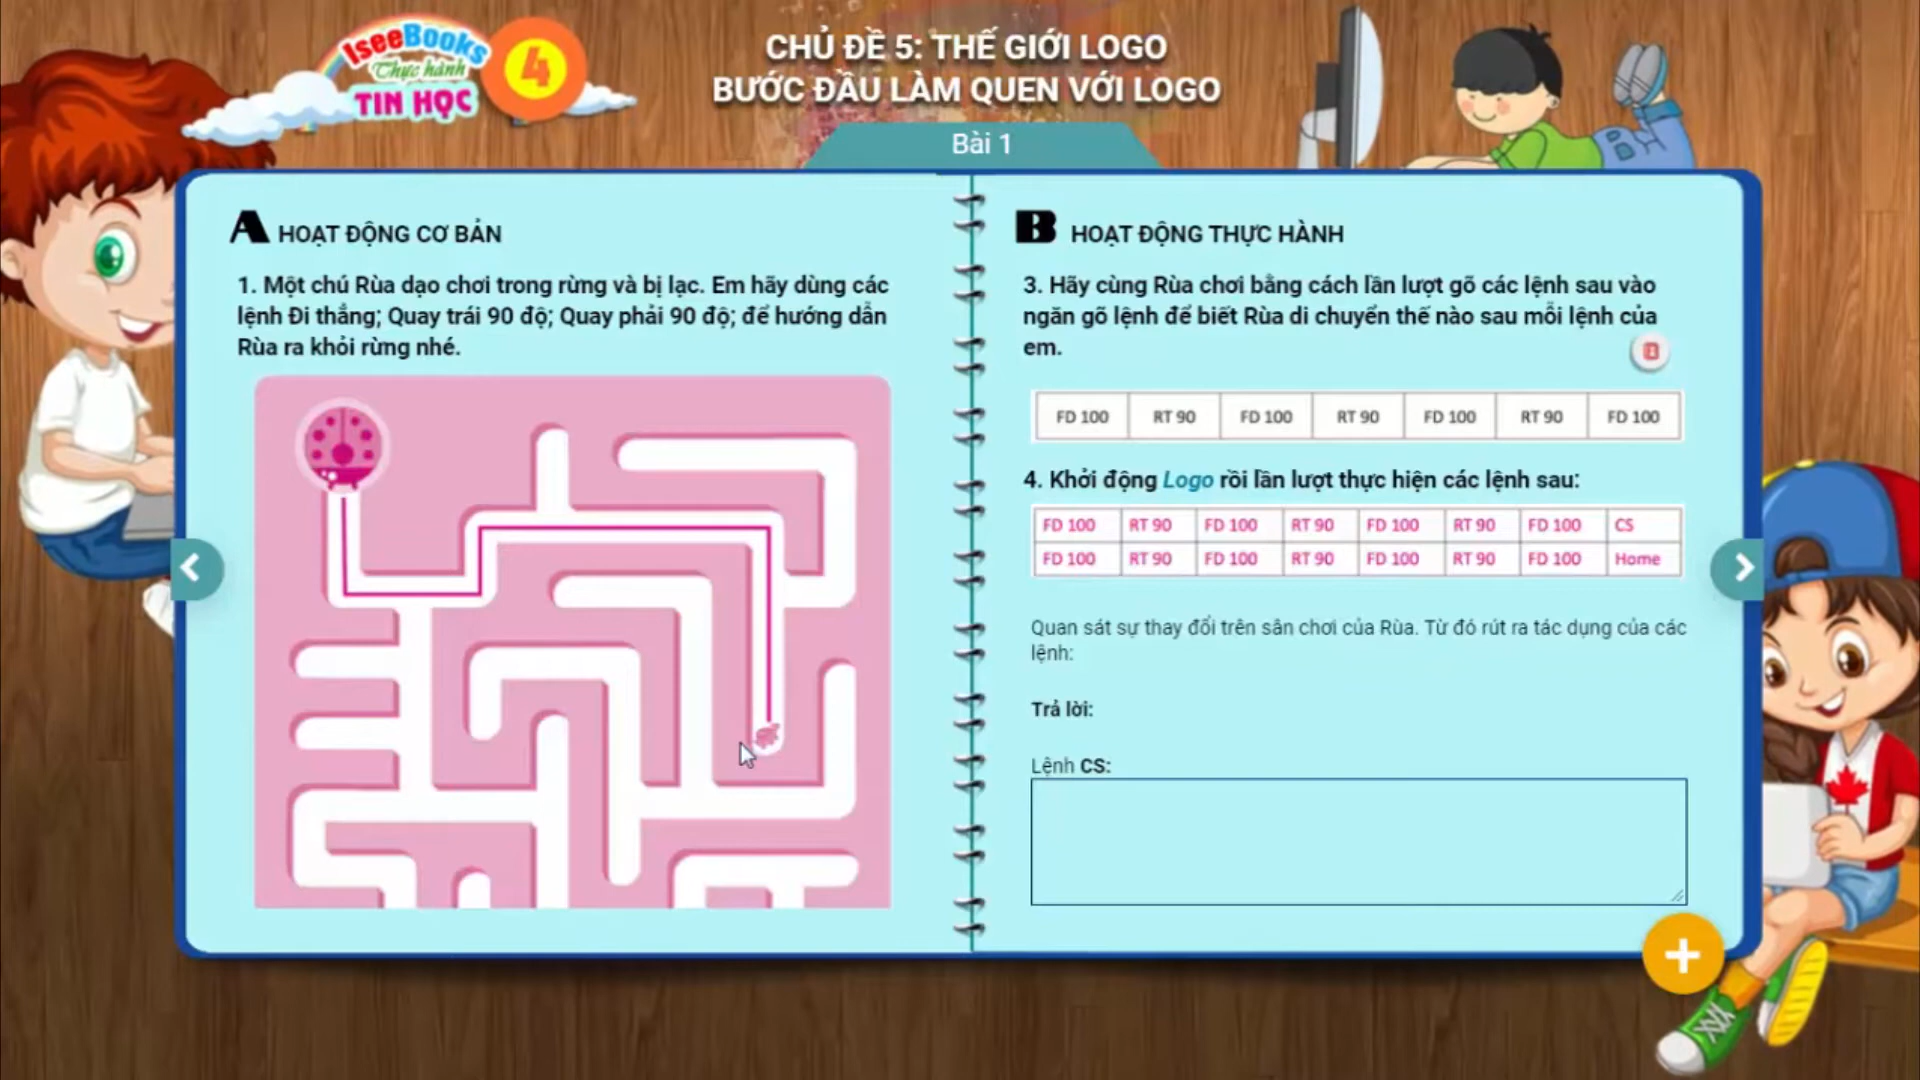 IseeBooks
Thực hành
TIN HỌC
4
CHỦ ĐỀ 5: THẾ GIỚI LOGO
BƯỚC ĐẦU LÀM QUEN VỚI LOGO
Bài 1
A HOẠT ĐỘNG CƠ BẢN
1. Một chú Rùa dạo chơi trong rừng và bị lạc. Em hãy dùng các
lệnh Đi thẳng; Quay trái 90 độ; Quay phải 90 độ; để hướng dẫn
Rùa ra khỏi rừng nhé.
B HOẠT ĐỘNG THỰC HÀNH
3. Hãy cùng Rùa chơi bằng cách lần lượt gõ các lệnh sau vào
ngăn gõ lệnh để biết Rùa di chuyển thế nào sau mỗi lệnh của
em.
FD 100 RT 90 FD 100 RT 90 FD 100 RT 90 FD 100
4. Khởi động Logo rồi lần lượt thực hiện các lệnh sau:
FD 100 RT 90 FD 100 RT 90 FD 100 RT 90 FD 100 CS
FD 100 RT 90 FD 100 RT 90 FD 100 RT 90 FD 100 Home
Quan sát sự thay đổi trên sân chơi của Rùa. Từ đó rút ra tác dụng của các
lệnh:
Trả lời:
Lệnh CS: